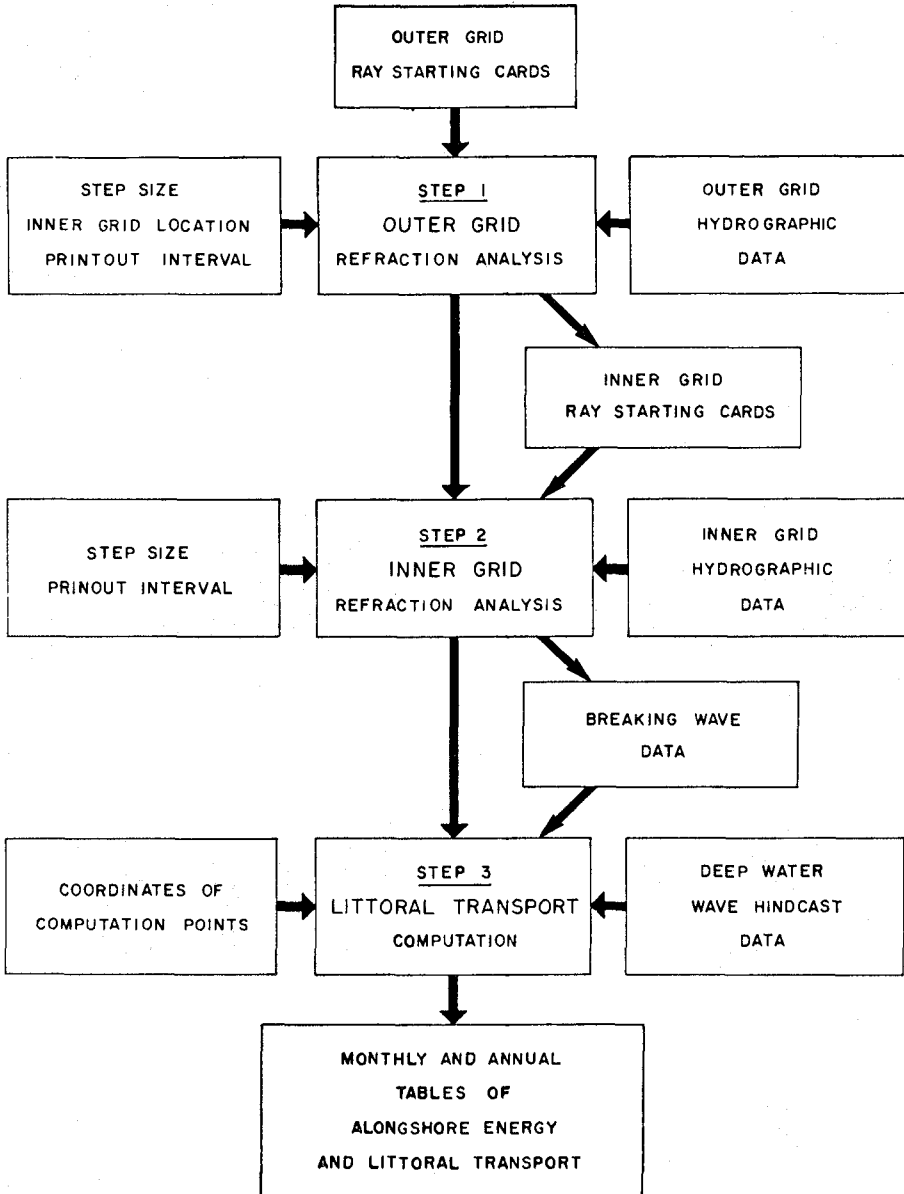 OUTER GRID
RAY STARTING CARDS
STEP SIZE
INNER GRID LOCATION
PRINTOUT INTERVAL
STEP 1
OUTER GRID
REFRACTION ANALYSIS
OUTER GRID
HYDROGRAPHIC
DATA
INNER GRID
RAY STARTING CARDS
STEP SIZE
PRINOUT INTERVAL
STEP 2
INNER GRID
REFRACTION ANALYSIS
INNER GRID
HYDROGRAPHIC
DATA
BREAKING WAVE
DATA
COORDINATES OF
COMPUTATION POINTS
STEP 3
LITTORAL TRANSPORT
COMPUTATION
DEEP WATER
WAVE HINDCAST
DATA
MONTHLY AND ANNUAL
TABLES OF
ALONGSHORE ENERGY
AND LITTORAL TRANSPORT